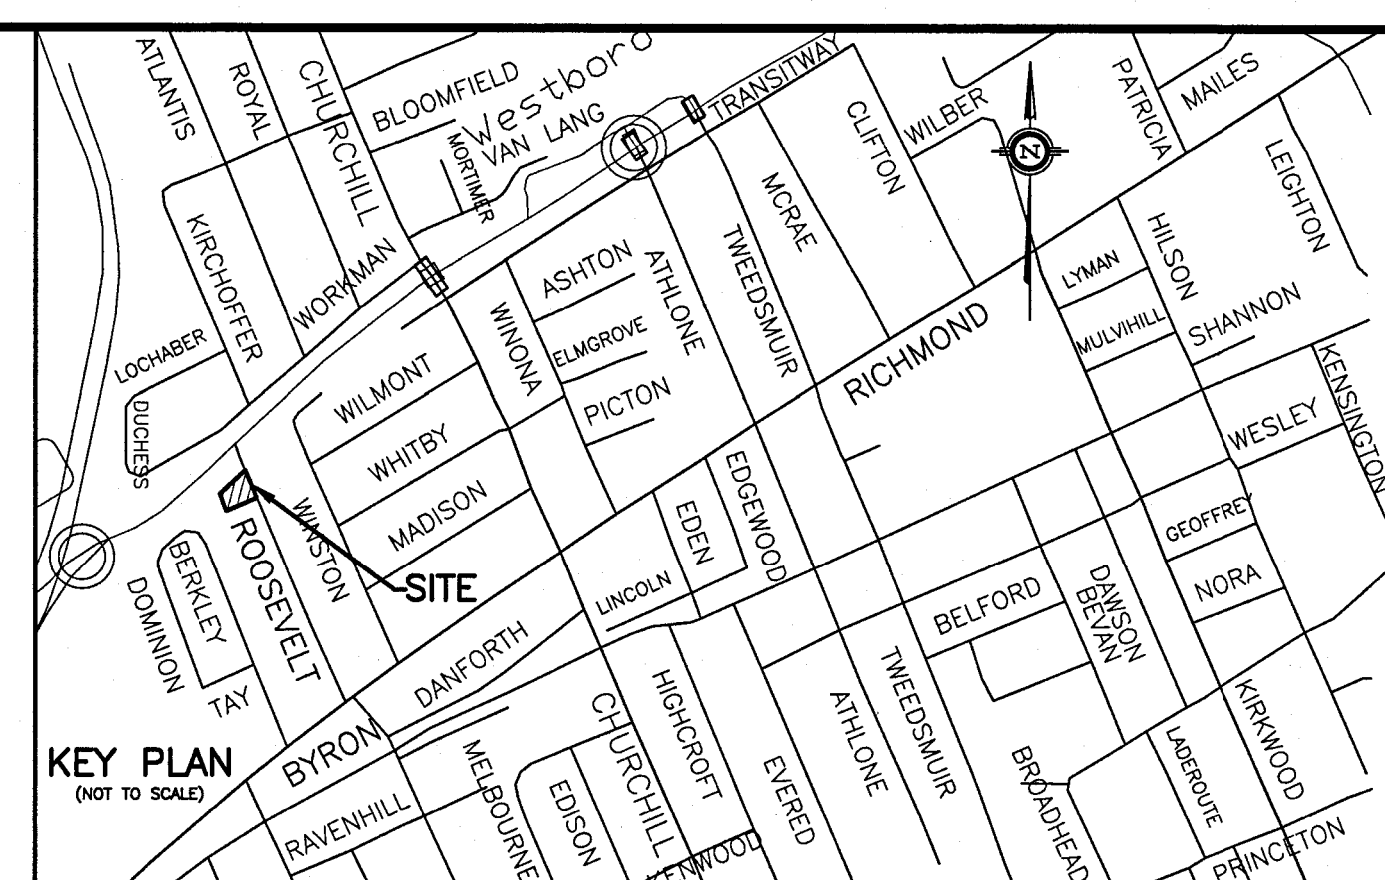 ATLANTIS
ROYAL
CHURCHILL
BLOOMFIELD
Westboro
VAN LANG
MORTIMER
TRANSITWAY
CLIFTON
WILBER
PATRICIA
MAILES
N
LEIGHTON
KIRCHOFFER
WORKMAN
MCRAE
TWEEDSMUIR
ASHTON
ATHLONE
LYMAN
HILSON
LOCHABER
WINONA
ELMGROVE
MULVIHILL
SHANNON
RICHMOND
WILMONT
PICTON
KENSINGTON
DUCHESS
WHITBY
WESLEY
MADISON
EDGEWOOD
EDEN
GEOFFREY
WINSTON
ROOSEVELT
SITE
BERKLEY
DOMINION
LINCOLN
BELFORD
DAWSON
BEVAN
NORA
DANFORTH
TAY
TWEEDSMUIR
ATHLONE
HIGHCROFT
CHURCHILL
KIRKWOOD
BYRON
KEY PLAN
(NOT TO SCALE)
MELBOURNE
EDISON
EVERED
BROADHEAD
LADEROUTE
RAVENHILL
KENWOOD
PRINCETON